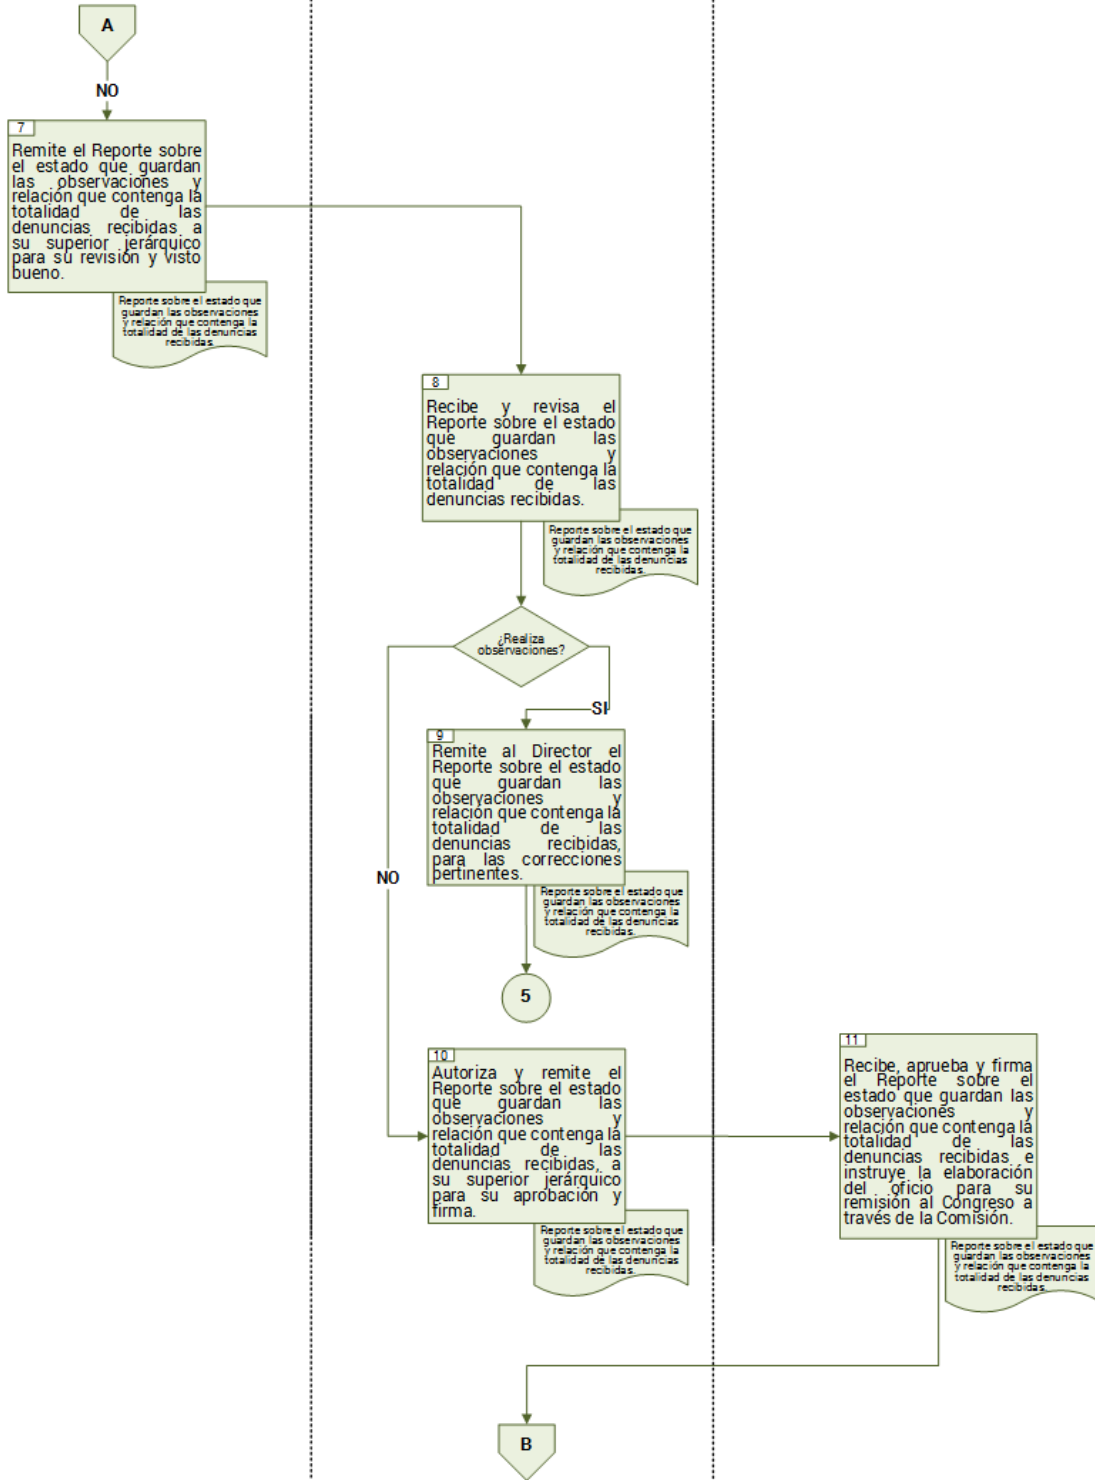 A
NO
7
Remite el Reporte sobre
el estado que guardan
las observaciones y
relación que contenga la
totalidad de las
denuncias recibidas a
su superior jerárquico
para su revisión y visto
bueno.
Reporte sobre el estado que
guardan las observaciones
y relación que contenga la
totalidad de las denuncias
recibidas.
8
Recibe y revisa el
Reporte sobre el estado
que guardan las
observaciones y
relación que contenga la
totalidad de las
denuncias recibidas.
Reporte sobre el estado que
guardan las observaciones
y relación que contenga la
totalidad de las denuncias
recibidas.
¿Realiza
observaciones?
SI
9
Remite al Director el
Reporte sobre el estado
que guardan las
observaciones y
relación que contenga la
totalidad de las
denuncias recibidas,
para las correcciones
pertinentes.
NO
Reporte sobre el estado que
guardan las observaciones
y relación que contenga la
totalidad de las denuncias
recibidas.
5
10
Autoriza y remite el
Reporte sobre el estado
que guardan las
observaciones y
relación que contenga la
totalidad de las
denuncias recibidas, a
su superior jerárquico
para su aprobación y
firma.
Reporte sobre el estado que
guardan las observaciones
y relación que contenga la
totalidad de las denuncias
recibidas.
11
Recibe, aprueba y firma
el Reporte sobre el
estado que guardan las
observaciones y
relación que contenga la
totalidad de las
denuncias recibidas e
instruye la elaboración
del oficio para su
remisión al Congreso a
través de la Comisión.
Reporte sobre el estado que
guardan las observaciones
y relación que contenga la
totalidad de las denuncias
recibidas.
B